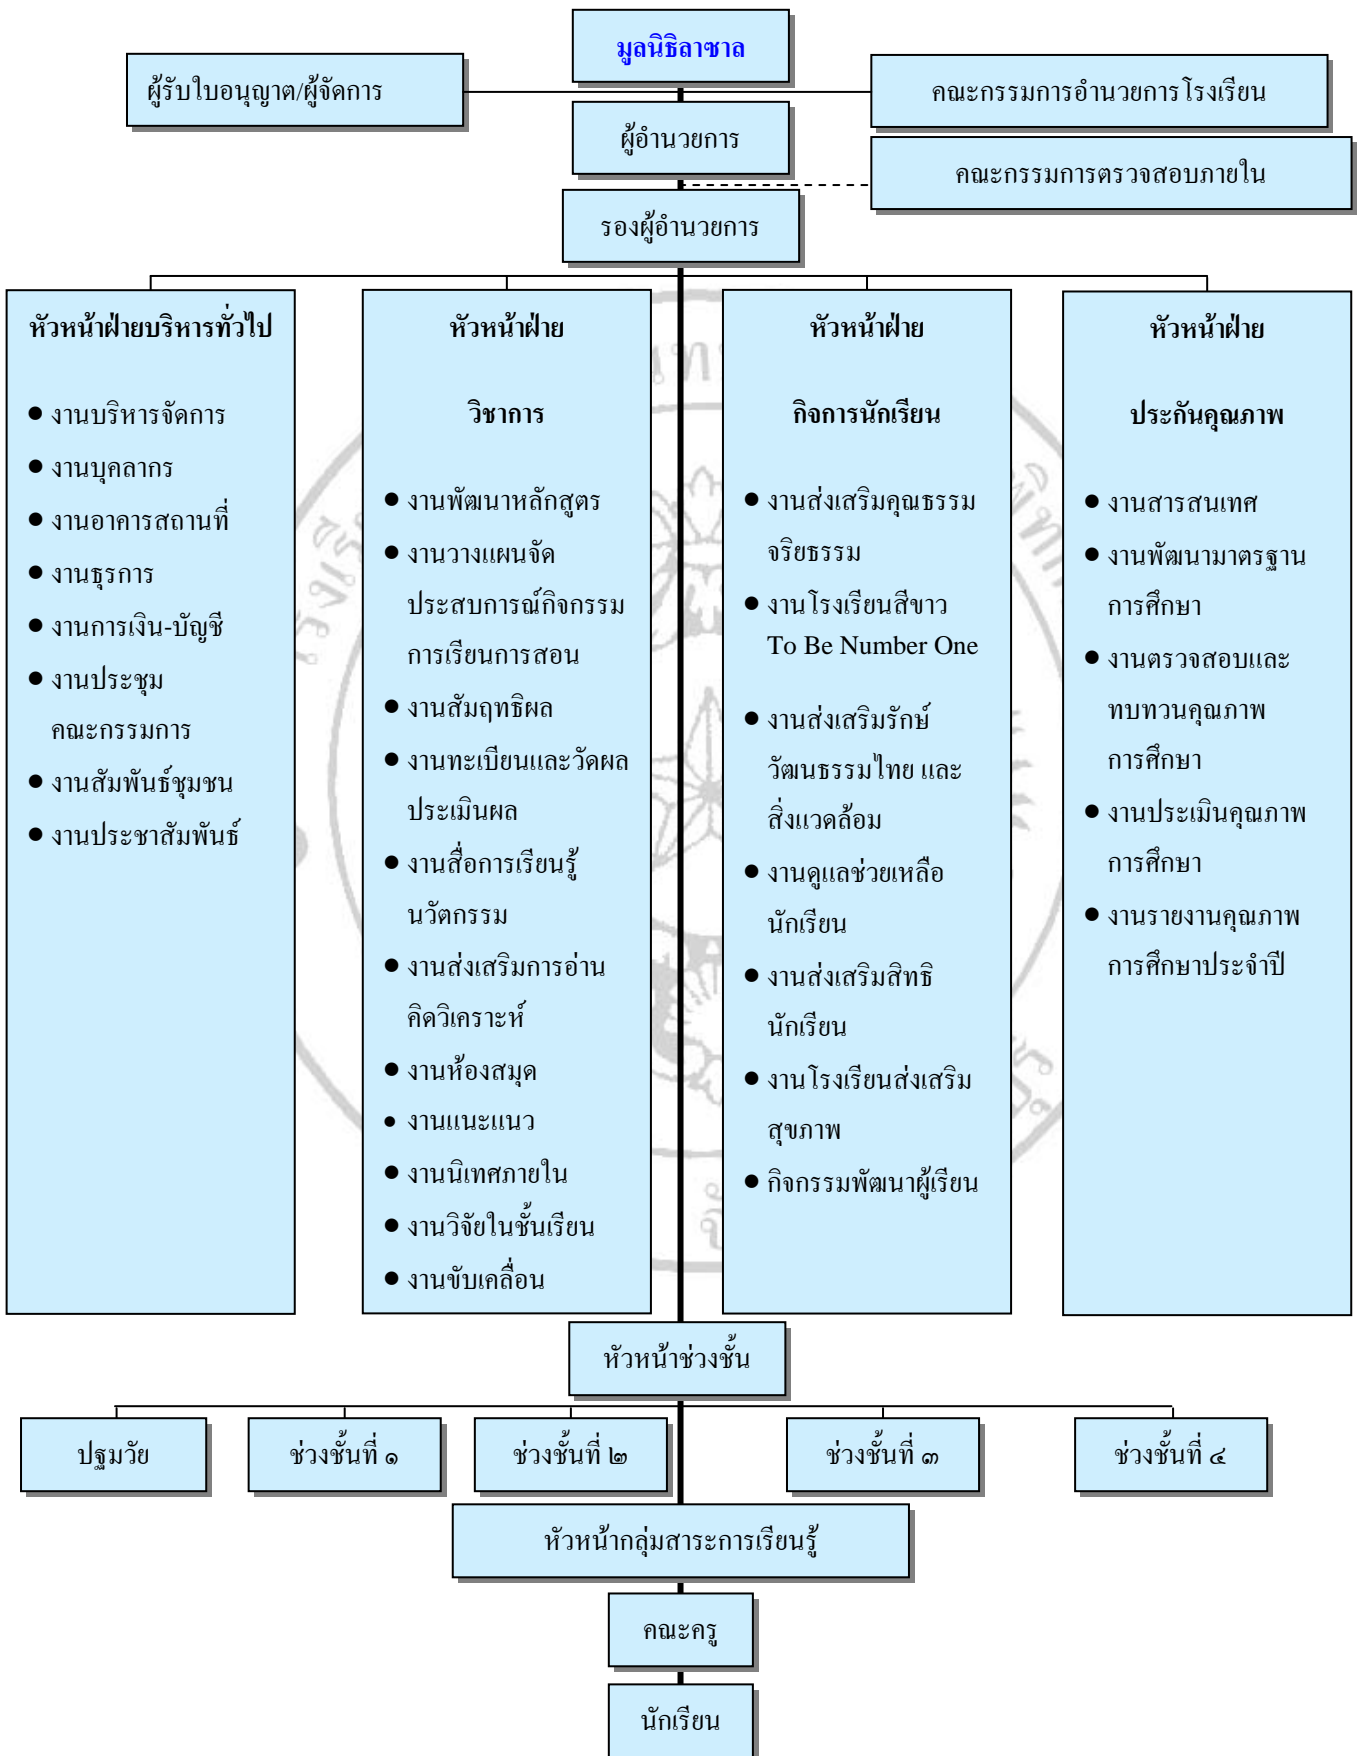 มูลนิธิลาซาล
ผู้รับใบอนุญาต/ผู้จัดการ
คณะกรรมการอำนวยการโรงเรียน
ผู้อำนวยการ
คณะกรรมการตรวจสอบภายใน
รองผู้อำนวยการ
หัวหน้าฝ่ายบริหารทั่วไป
● งานบริหารจัดการ
● งานบุคลากร
● งานอาคารสถานที่
● งานธุรการ
● งานการเงิน-บัญชี
● งานประชุม
คณะกรรมการ
● งานสัมพันธ์ชุมชน
● งานประชาสัมพันธ์
หัวหน้าฝ่าย
วิชาการ
● งานพัฒนาหลักสูตร
● งานวางแผนจัด
ประสบการณ์กิจกรรม
การเรียนการสอน
● งานสัมฤทธิผล
● งานทะเบียนและวัดผล
ประเมินผล
● งานสื่อการเรียนรู้
นวัตกรรม
● งานส่งเสริมการอ่าน
คิดวิเคราะห์
● งานห้องสมุด
● งานแนะแนว
● งานนิเทศภายใน
● งานวิจัยในชั้นเรียน
● งานขับเคลื่อน
หัวหน้าฝ่าย
กิจการนักเรียน
● งานส่งเสริมคุณธรรม
จริยธรรม
● งานโรงเรียนสีขาว
To Be Number One
● งานส่งเสริมรักษ์
วัฒนธรรมไทย และ
สิ่งแวดล้อม
● งานดูแลช่วยเหลือ
นักเรียน
● งานส่งเสริมสิทธิ
นักเรียน
● งานโรงเรียนส่งเสริม
สุขภาพ
● กิจกรรมพัฒนาผู้เรียน
หัวหน้าฝ่าย
ประกันคุณภาพ
● งานสารสนเทศ
● งานพัฒนามาตรฐาน
การศึกษา
● งานตรวจสอบและ
ทบทวนคุณภาพ
การศึกษา
● งานประเมินคุณภาพ
การศึกษา
● งานรายงานคุณภาพ
การศึกษาประจำปี
หัวหน้าช่วงชั้น
ปฐมวัย
ช่วงชั้นที่ ๑
ช่วงชั้นที่ ๒
ช่วงชั้นที่ ๓
ช่วงชั้นที่ ๔
หัวหน้ากลุ่มสาระการเรียนรู้
คณะครู
นักเรียน